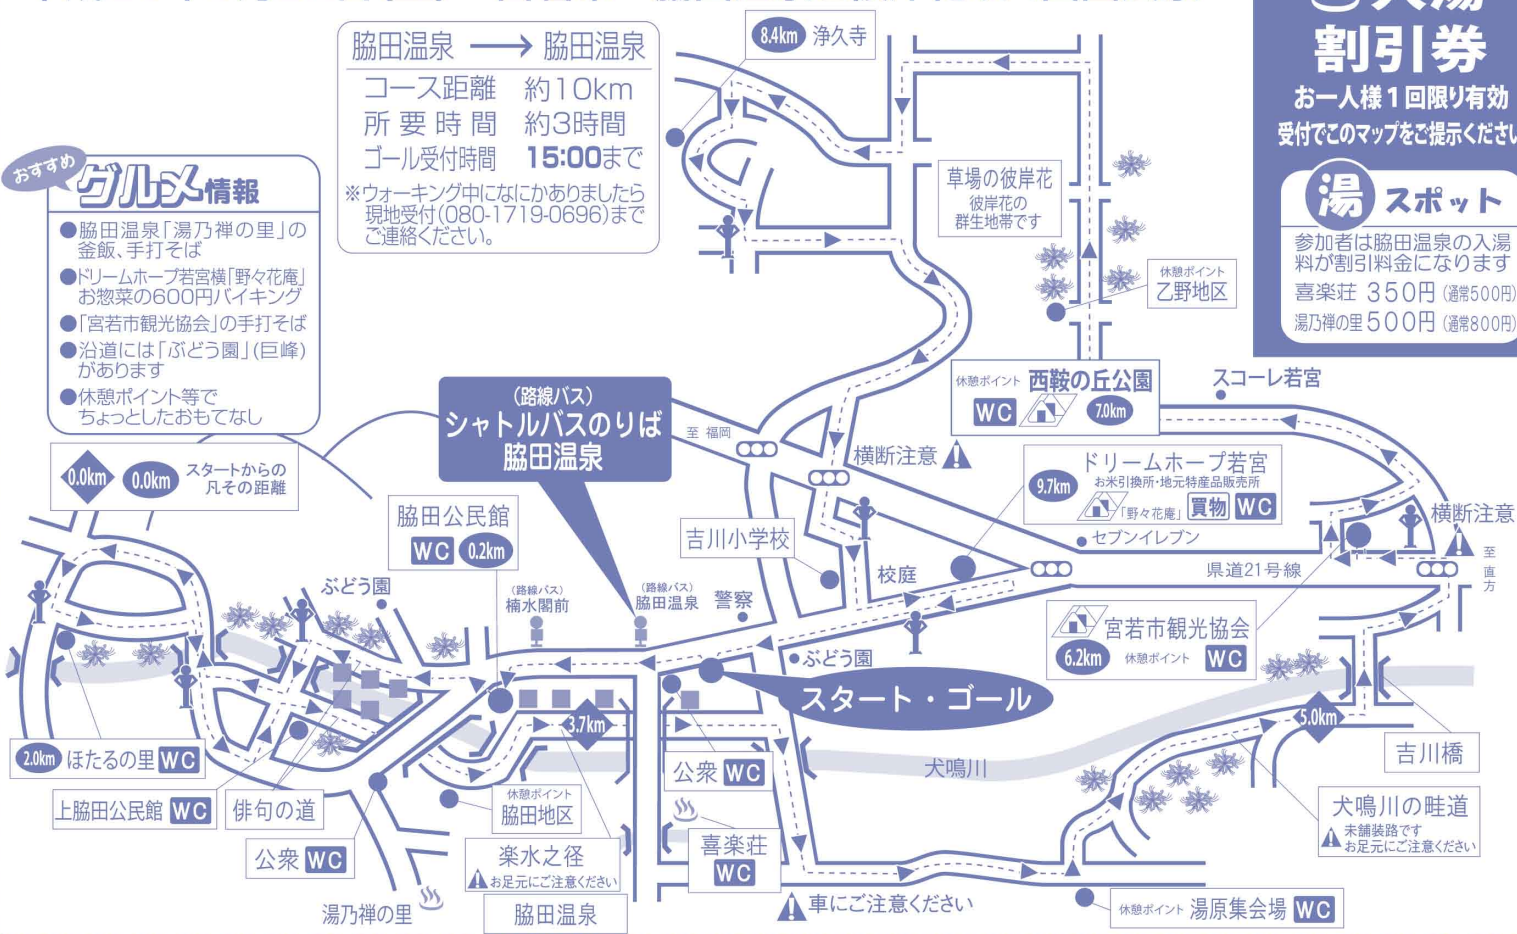 脇田温泉 → 脇田温泉
コース距離 約10km
所要時間 約3時間
ゴール受付時間 15:00まで
※ウォーキング中になにかありましたら
現地受付(080-1719-0696)まで
ご連絡ください。
8.4km 浄久寺
割引券
お一人様1回限り有効
受付でこのマップをご提示ください
湯 スポット
参加者は脇田温泉の入湯
料が割引料金になります
喜楽荘 350円(通常500円)
湯乃禅の里 500円(通常800円)
おすすめ
グルメ情報
●脇田温泉「湯乃禅の里」の
釜飯、手打そば
●ドリームホープ若宮横「野々花庵」
お惣菜の600円バイキング
●「宮若市観光協会」の手打そば
●沿道には「ぶどう園」(巨峰)
があります
●休憩ポイント等で
ちょっとしたおもてなし
草場の彼岸花
彼岸花の
群生地帯です
休憩ポイント
乙野地区
休憩ポイント 西鞍の丘公園
WC 7.0km
スコーレ若宮
(路線バス)
シャトルバスのりば
脇田温泉
至 福岡
横断注意
0.0km 0.0km スタートからの
凡その距離
脇田公民館
WC 0.2km
9.7km ドリームホープ若宮
お米引換所・地元特産品販売所
「野々花庵」 買物 WC
横断注意
至直方
吉川小学校
セブンイレブン
校庭
県道21号線
ぶどう園
(路線バス)
楠水閣前
(路線バス)
脇田温泉
警察
宮若市観光協会
6.2km 休憩ポイント WC
ぶどう園
スタート・ゴール
3.7km
5.0km
2.0km ほたるの里 WC
公衆 WC
犬鳴川
吉川橋
上脇田公民館 WC
俳句の道
休憩ポイント
脇田地区
犬鳴川の畦道
未舗装路です
お足元にご注意ください
公衆 WC
楽水之径
お足元にご注意ください
喜楽荘
WC
湯乃禅の里
脇田温泉
車にご注意ください
休憩ポイント 湯原集会場 WC